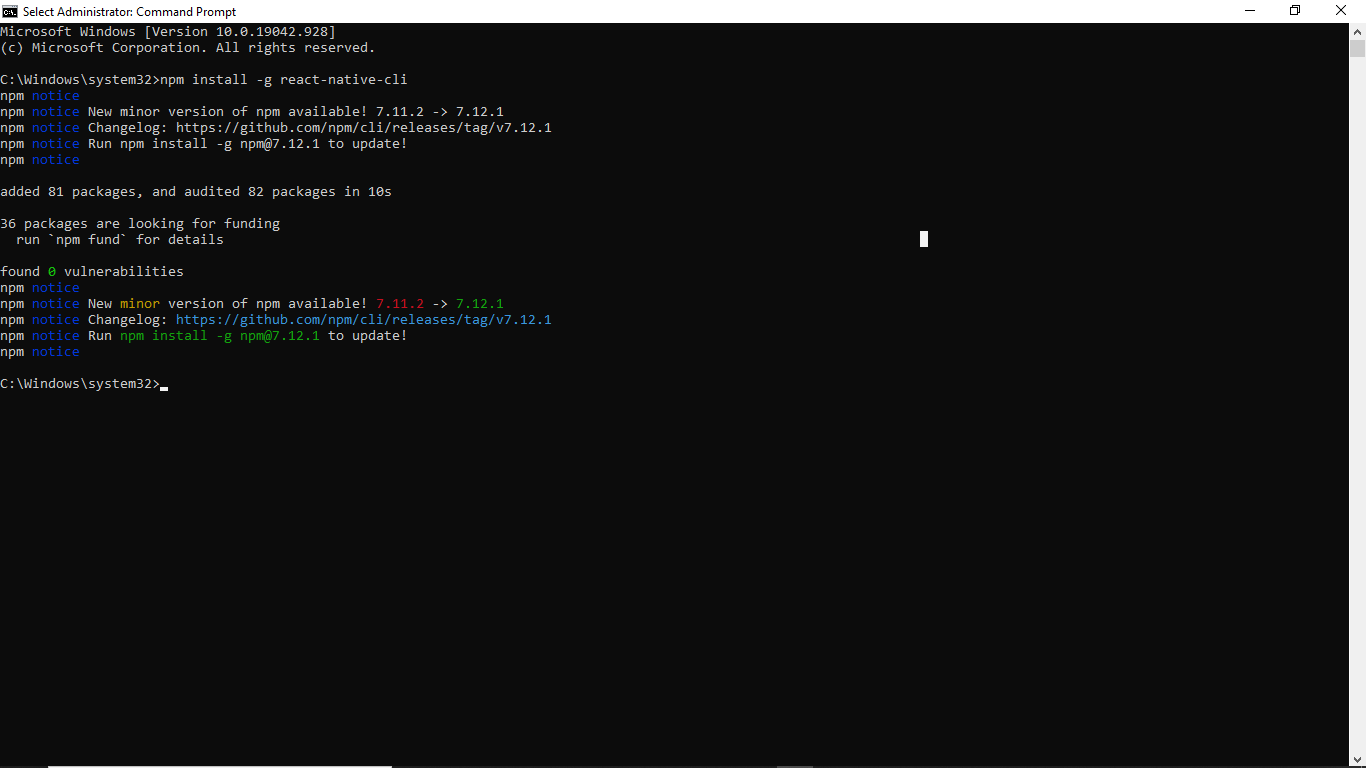 Select Administrator: Command Prompt
Microsoft Windows [Version 10.0.19042.928]
(c) Microsoft Corporation. All rights reserved.
C:\Windows\system32>npm install -g react-native-cli
npm notice
npm notice New minor version of npm available! 7.11.2 -> 7.12.1
npm notice Changelog: https://github.com/npm/cli/releases/tag/v7.12.1
npm notice Run npm install -g npm@7.12.1 to update!
npm notice
added 81 packages, and audited 82 packages in 10s
36 packages are looking for funding
  run `npm fund` for details
found 0 vulnerabilities
npm notice
npm notice New minor version of npm available! 7.11.2 -> 7.12.1
npm notice Changelog: https://github.com/npm/cli/releases/tag/v7.12.1
npm notice Run npm install -g npm@7.12.1 to update!
npm notice
C:\Windows\system32>